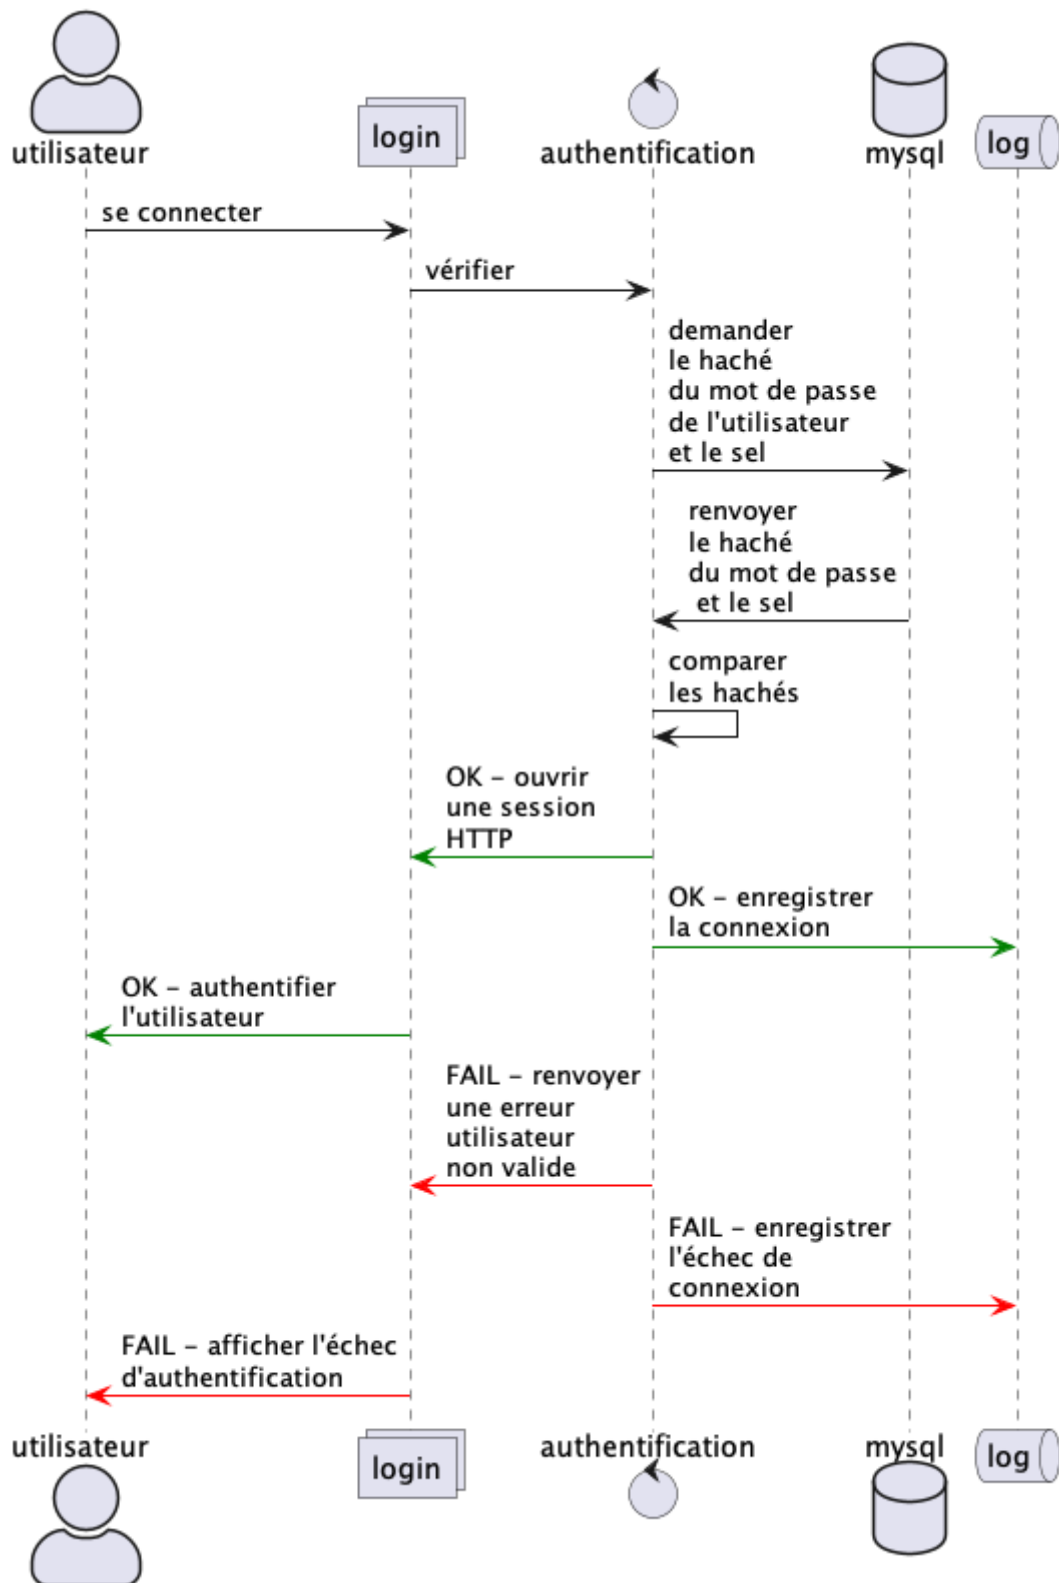 utilisateur
login
authentification
mysql
log
se connecter
vérifier
demander
le haché
du mot de passe
de l'utilisateur
et le sel
renvoyer
le haché
du mot de passe
et le sel
comparer
les hachés
OK – ouvrir
une session
HTTP
OK – enregistrer
la connexion
OK – authentifier
l'utilisateur
FAIL – renvoyer
une erreur
utilisateur
non valide
FAIL – enregistrer
l'échec de
connexion
FAIL – afficher l'échec
d'authentification
utilisateur
login
authentification
mysql
log